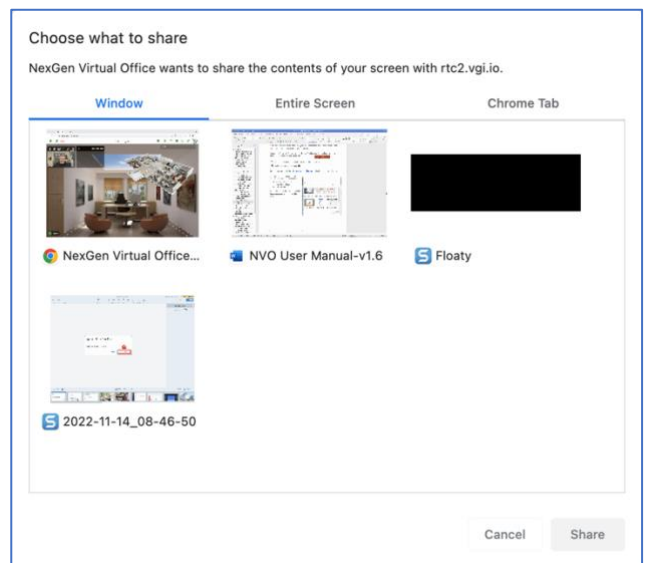 Choose what to share
NexGen Virtual Office wants to share the contents of your screen with rtc2.vgi.io.
Window Entire Screen Chrome Tab
NexGen Virtual Office... NVO User Manual-v1.6 Floaty
2022-11-14_08-46-50
Cancel Share